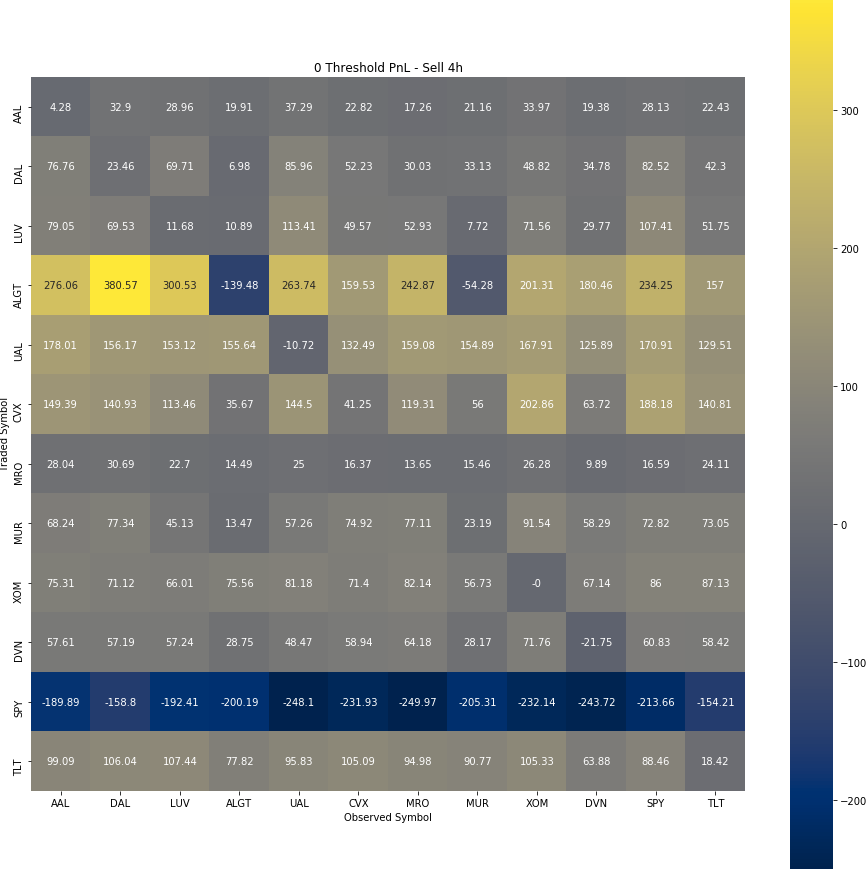 0 Threshold PnL - Sell 4h
AAL 4.28 32.9 28.96 19.91 37.29 22.82 17.26 21.16 33.97 19.38 28.13 22.43
DAL 76.76 23.46 69.71 6.98 85.96 52.23 30.03 33.13 48.82 34.78 82.52 42.3
LUV 79.05 69.53 11.68 10.89 113.41 49.57 52.93 7.72 71.56 29.77 107.41 51.75
ALGT 276.06 380.57 300.53 -139.48 263.74 159.53 242.87 -54.28 201.31 180.46 234.25 157
UAL 178.01 156.17 153.12 155.64 -10.72 132.49 159.08 154.89 167.91 125.89 170.91 129.51
CVX 149.39 140.93 113.46 35.67 144.5 41.25 119.31 56 202.86 63.72 188.18 140.81
MRO 28.04 30.69 22.7 14.49 25 16.37 13.65 15.46 26.28 9.89 16.59 24.11
MUR 68.24 77.34 45.13 13.47 57.26 74.92 77.11 23.19 91.54 58.29 72.82 73.05
XOM 75.31 71.12 66.01 75.56 81.18 71.4 82.14 56.73 -0 67.14 86 87.13
DVN 57.61 57.19 57.24 28.75 48.47 58.94 64.18 28.17 71.76 -21.75 60.83 58.42
SPY -189.89 -158.8 -192.41 -200.19 -248.1 -231.93 -249.97 -205.31 -232.14 -243.72 -213.66 -154.21
TLT 99.09 106.04 107.44 77.82 95.83 105.09 94.98 90.77 105.33 63.88 88.46 18.42
AAL DAL LUV ALGT UAL CVX MRO MUR XOM DVN SPY TLT
Observed Symbol
Traded Symbol
300
200
100
0
−100
−200